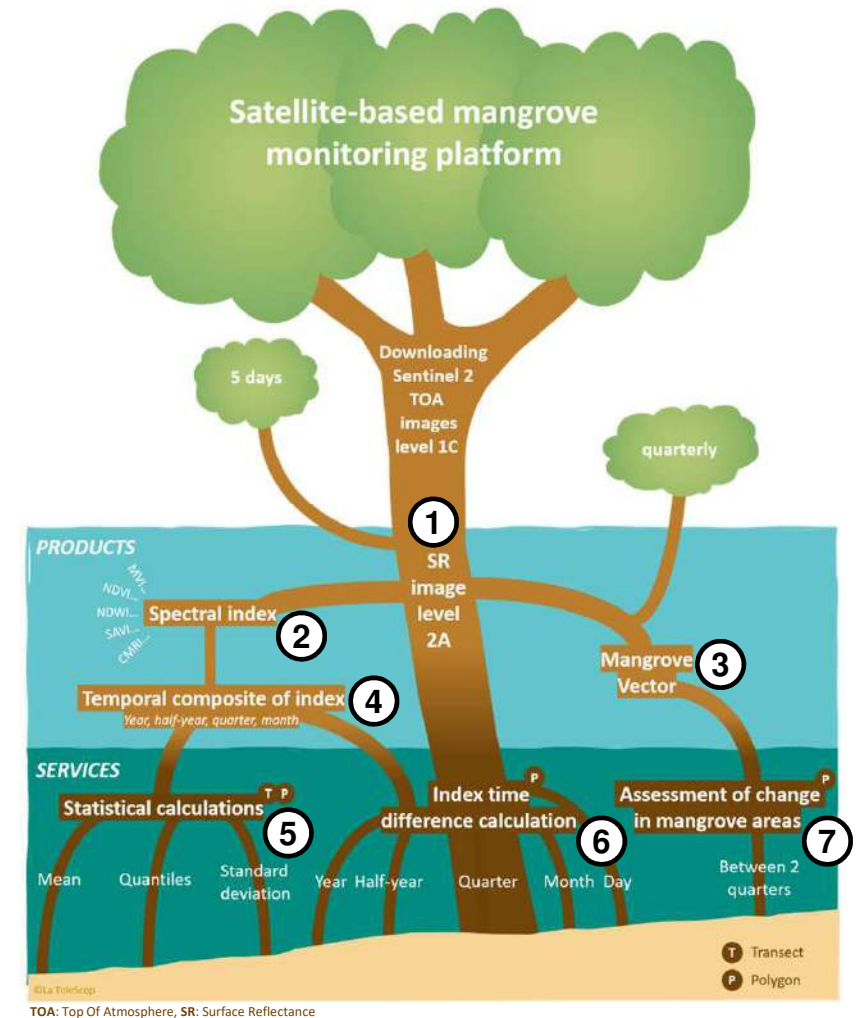 Satellite-based mangrove
monitoring platform
Downloading
Sentinel 2
TOA
images
level 1C
5 days
quarterly
1
PRODUCTS
SR
image
level
2A
MVI...
NDVI...
NDWI...
SAVI...
CMRI...
Spectral index
2
Mangrove
Vector
3
Temporal composite of index
Year, half-year, quarter, month
4
SERVICES
Statistical calculations
T P
5
Mean
Quantiles
Standard
deviation
Index time
difference calculation
P
6
Year Half-year Quarter Month Day
Assessment of change
in mangrove areas
P
7
Between 2
quarters
T Transect
P Polygon
©La TeleScop
TOA: Top Of Atmosphere, SR: Surface Reflectance